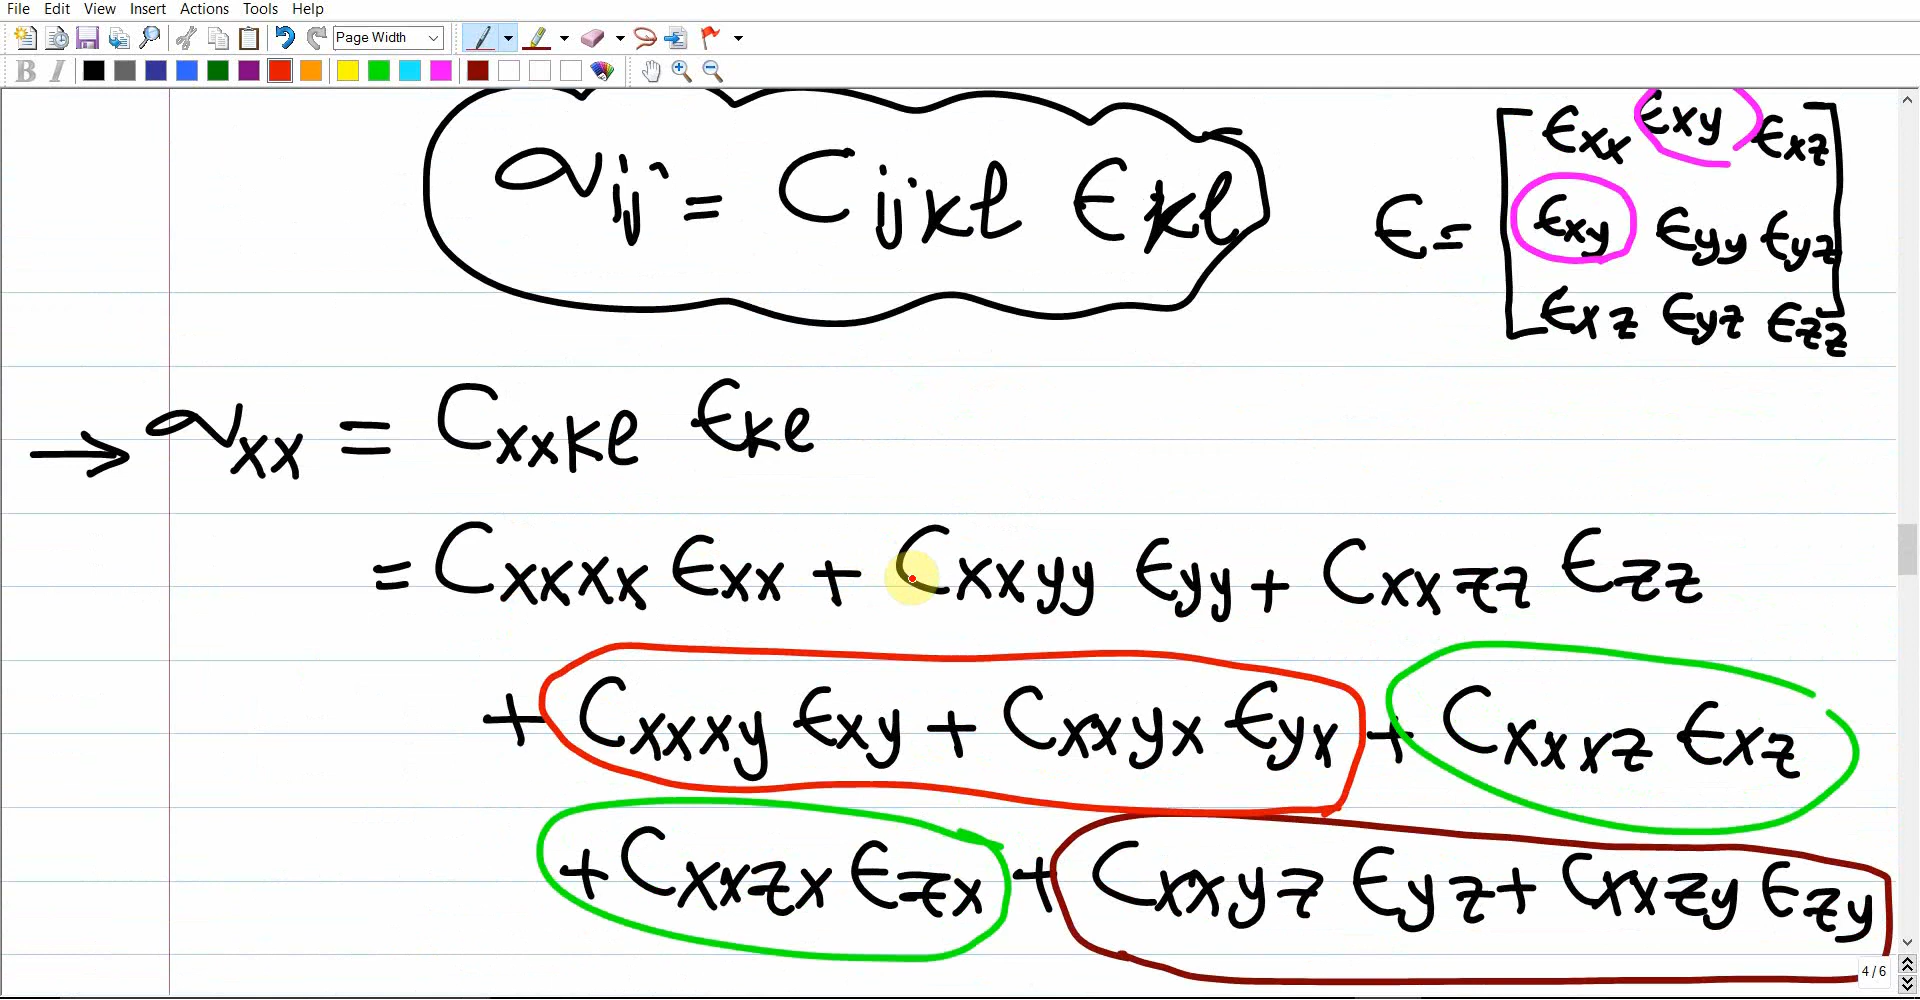 File Edit View Insert Actions Tools Help
Page Width
B I
σij = Cijkl ϵkl
ϵxx ϵxy ϵxz
ϵ = ϵxy ϵyy ϵyz
ϵxz ϵyz ϵzz
→ σxx = Cxxkl ϵkl
= Cxxxx ϵxx + Cxxyy ϵyy + Cxxzz ϵzz
+ Cxxxy ϵxy + Cxxyx ϵyx + Cxxxz ϵxz
+ Cxxzx ϵzx + Cxxyz ϵyz + Cxxzy ϵzy
4 / 6